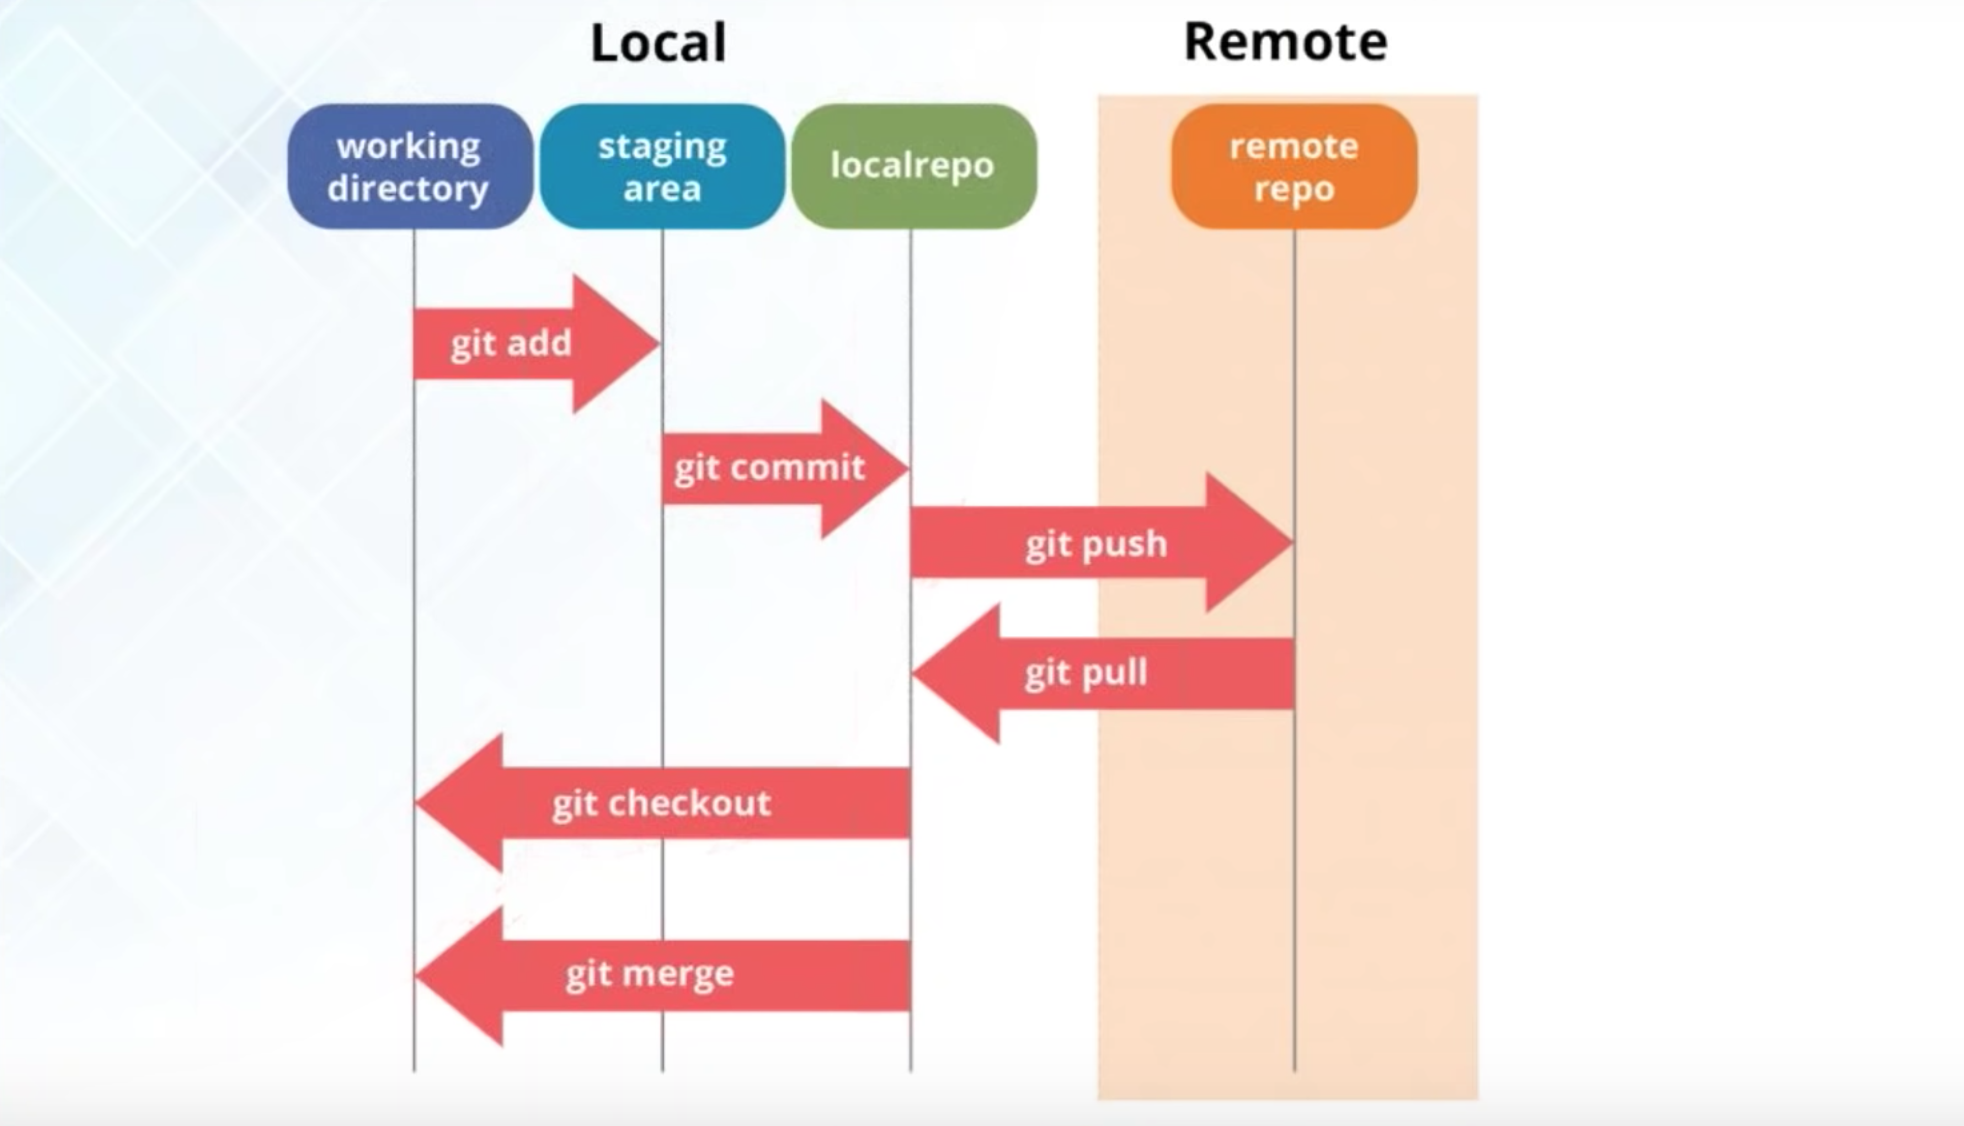 Local
Remote
working
directory
staging
area
localrepo
remote
repo
git add
git commit
git push
git pull
git checkout
git merge